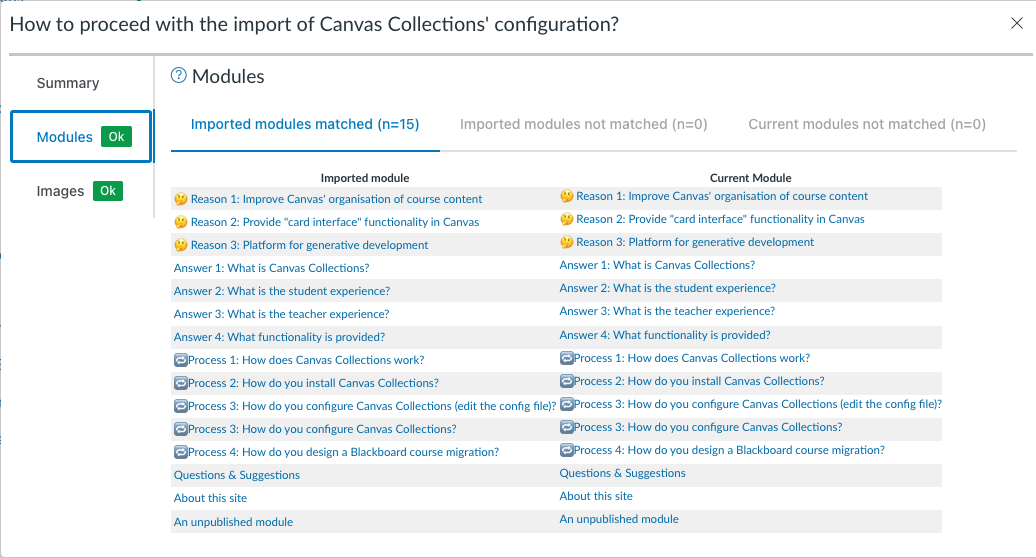 How to proceed with the import of Canvas Collections' configuration?
Summary
Modules Ok
Images Ok
? Modules
Imported modules matched (n=15) Imported modules not matched (n=0) Current modules not matched (n=0)
Imported module Current Module
🤔 Reason 1: Improve Canvas' organisation of course content 🤔 Reason 1: Improve Canvas' organisation of course content
🤔 Reason 2: Provide "card interface" functionality in Canvas 🤔 Reason 2: Provide "card interface" functionality in Canvas
🤔 Reason 3: Platform for generative development 🤔 Reason 3: Platform for generative development
Answer 1: What is Canvas Collections? Answer 1: What is Canvas Collections?
Answer 2: What is the student experience? Answer 2: What is the student experience?
Answer 3: What is the teacher experience? Answer 3: What is the teacher experience?
Answer 4: What functionality is provided? Answer 4: What functionality is provided?
🔁Process 1: How does Canvas Collections work? 🔁Process 1: How does Canvas Collections work?
🔁Process 2: How do you install Canvas Collections? 🔁Process 2: How do you install Canvas Collections?
🔁Process 3: How do you configure Canvas Collections (edit the config file)? 🔁Process 3: How do you configure Canvas Collections (edit the config file)?
🔁Process 3: How do you configure Canvas Collections? 🔁Process 3: How do you configure Canvas Collections?
🔁Process 4: How do you design a Blackboard course migration? 🔁Process 4: How do you design a Blackboard course migration?
Questions & Suggestions Questions & Suggestions
About this site About this site
An unpublished module An unpublished module